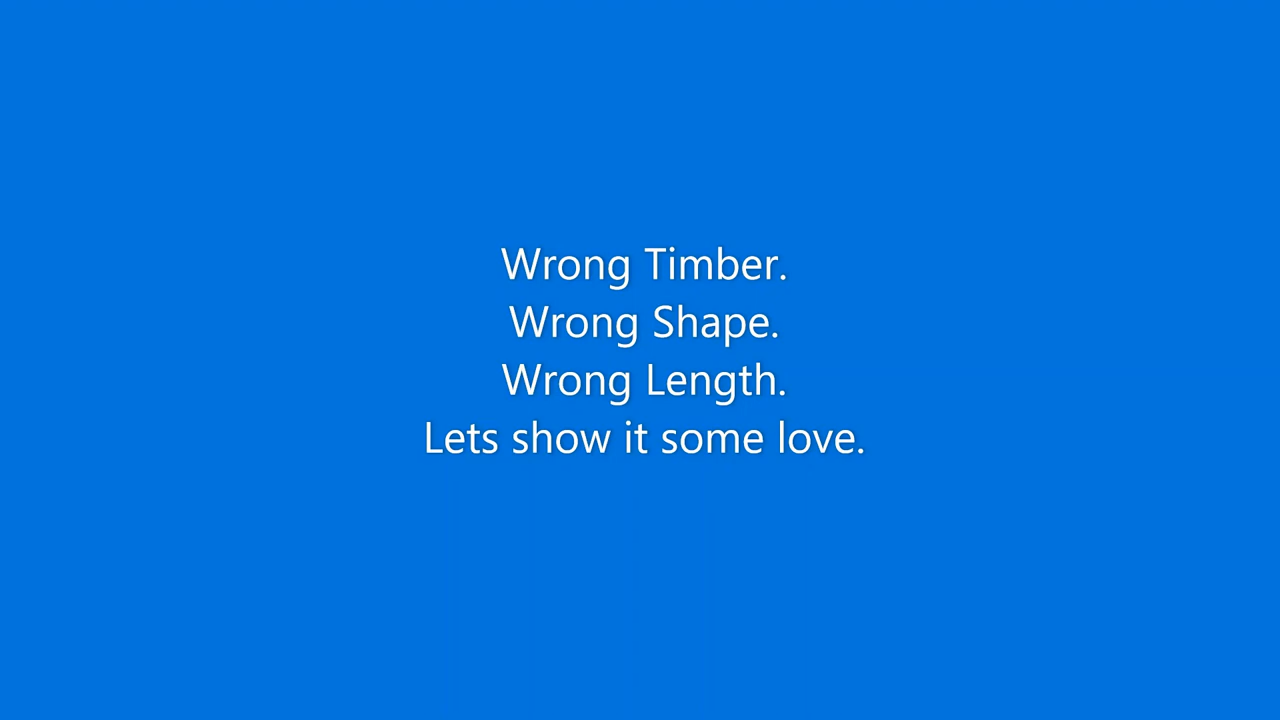 Wrong Timber.
Wrong Shape.
Wrong Length.
Lets show it some love.